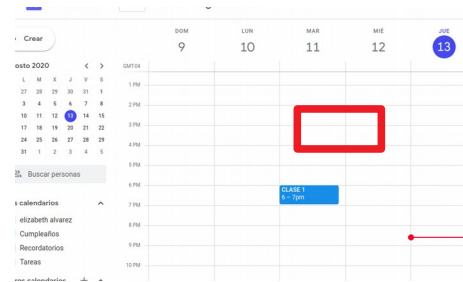 Crear
DOM LUN MAR MIÉ JUE
9 10 11 12 13
osto 2020 < >
GMT-04
L M X J V S
27 28 29 30 31 1
3 4 5 6 7 8
10 11 12 13 14 15
17 18 19 20 21 22
24 25 26 27 28 29
31 1 2 3 4 5
Buscar personas
s calendarios
elizabeth alvarez
Cumpleaños
Recordatorios
Tareas
ros calendarios +
1 PM
2 PM
3 PM
4 PM
5 PM
6 PM
CLASE 1
6 – 7pm
7 PM
8 PM
9 PM
10 PM